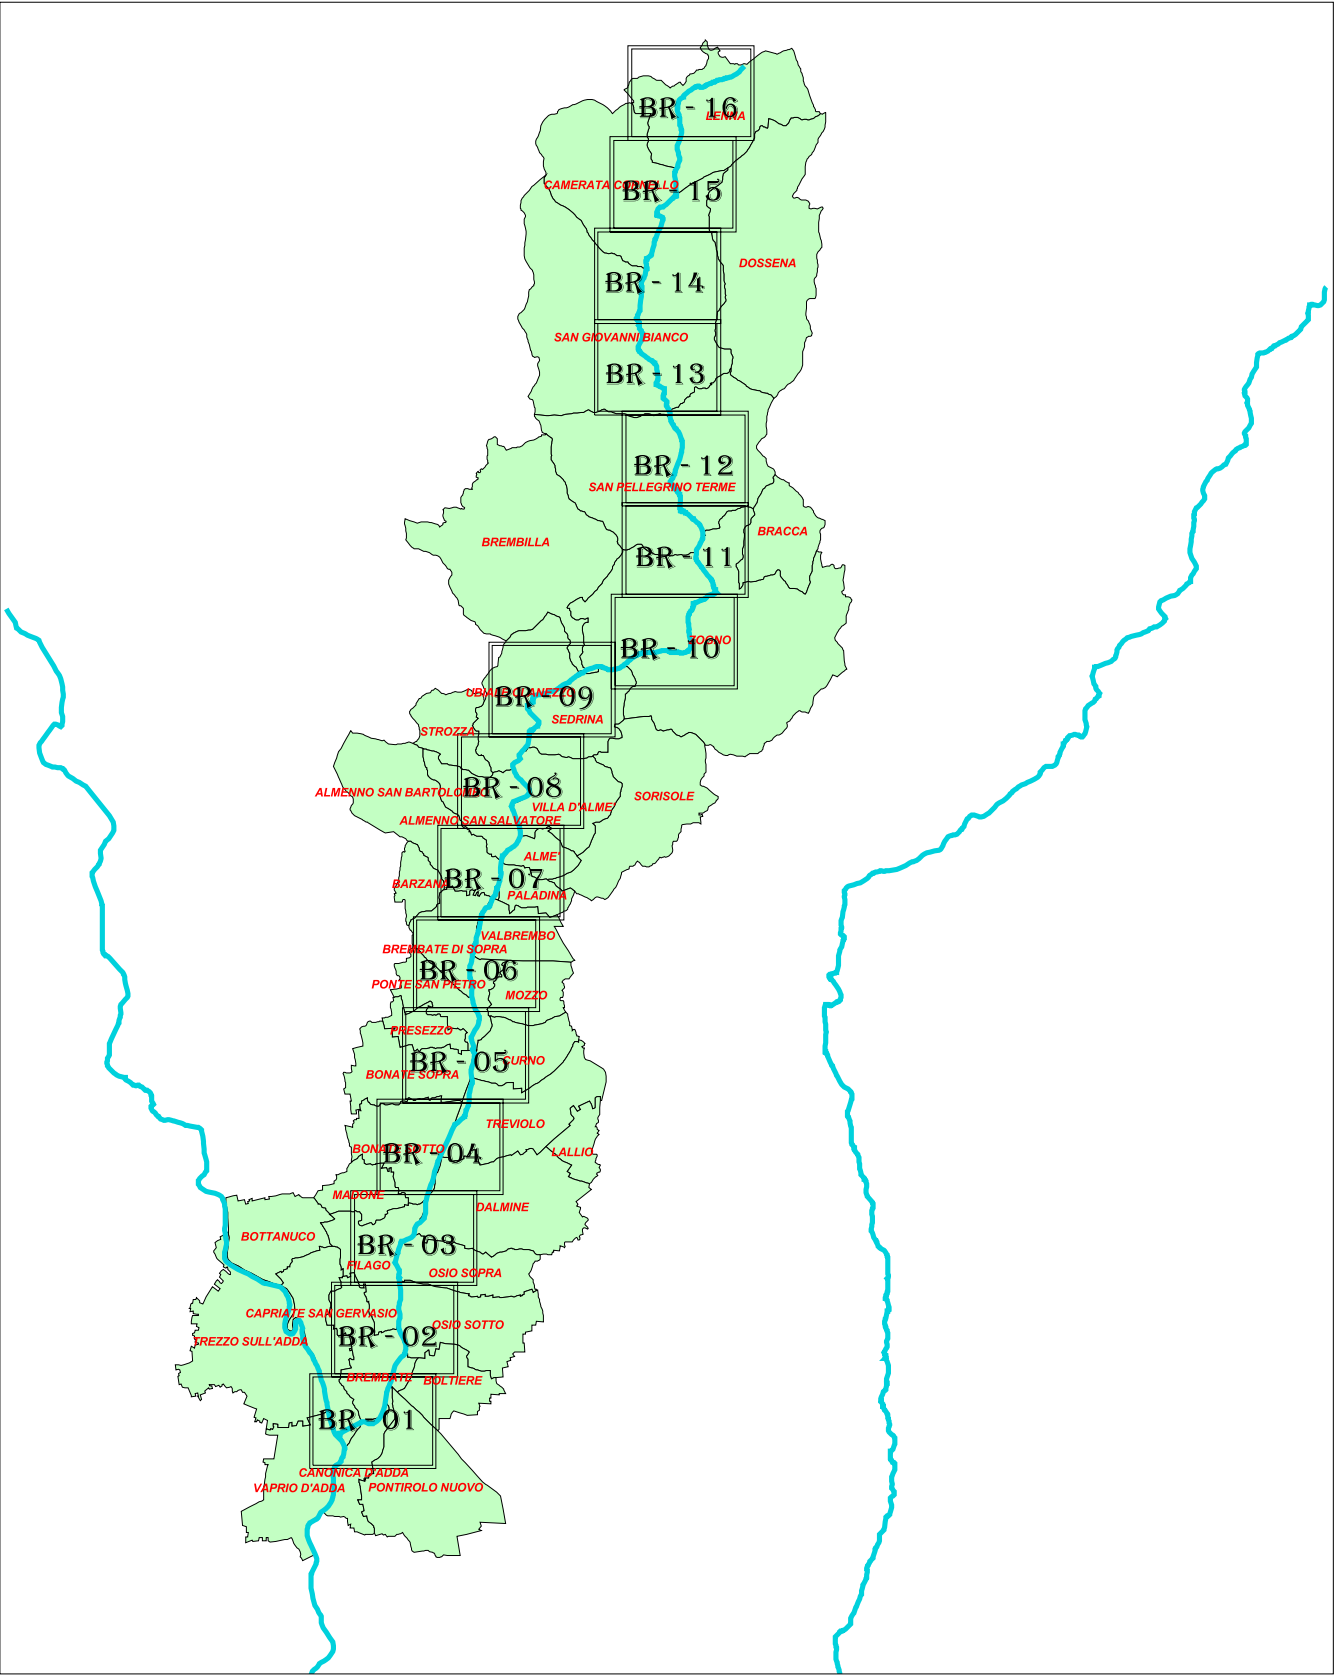 BR - 16
LENNA
CAMERATA CORNELLO
BR - 15
DOSSENA
BR - 14
SAN GIOVANNI BIANCO
BR - 13
BR - 12
SAN PELLEGRINO TERME
BRACCA
BREMBILLA
BR - 11
ZOGNO
BR - 10
UBIALE CLANEZZO
BR - 09
SEDRINA
STROZZA
BR - 08
ALMENNO SAN BARTOLOMEO
SORISOLE
VILLA D'ALME'
ALMENNO SAN SALVATORE
ALME'
BR - 07
BARZANA
PALADINA
VALBREMBO
BREMBATE DI SOPRA
BR - 06
PONTE SAN PIETRO
MOZZO
PRESEZZO
BR - 05
CURNO
BONATE SOPRA
TREVIOLO
BONATE SOTTO
BR - 04
LALLIO
MADONE
DALMINE
BOTTANUCO
BR - 03
FILAGO
OSIO SOPRA
CAPRIATE SAN GERVASIO
OSIO SOTTO
BR - 02
TREZZO SULL'ADDA
BREMBATE
BOLTIERE
BR - 01
CANONICA D'ADDA
VAPRIO D'ADDA
PONTIROLO NUOVO